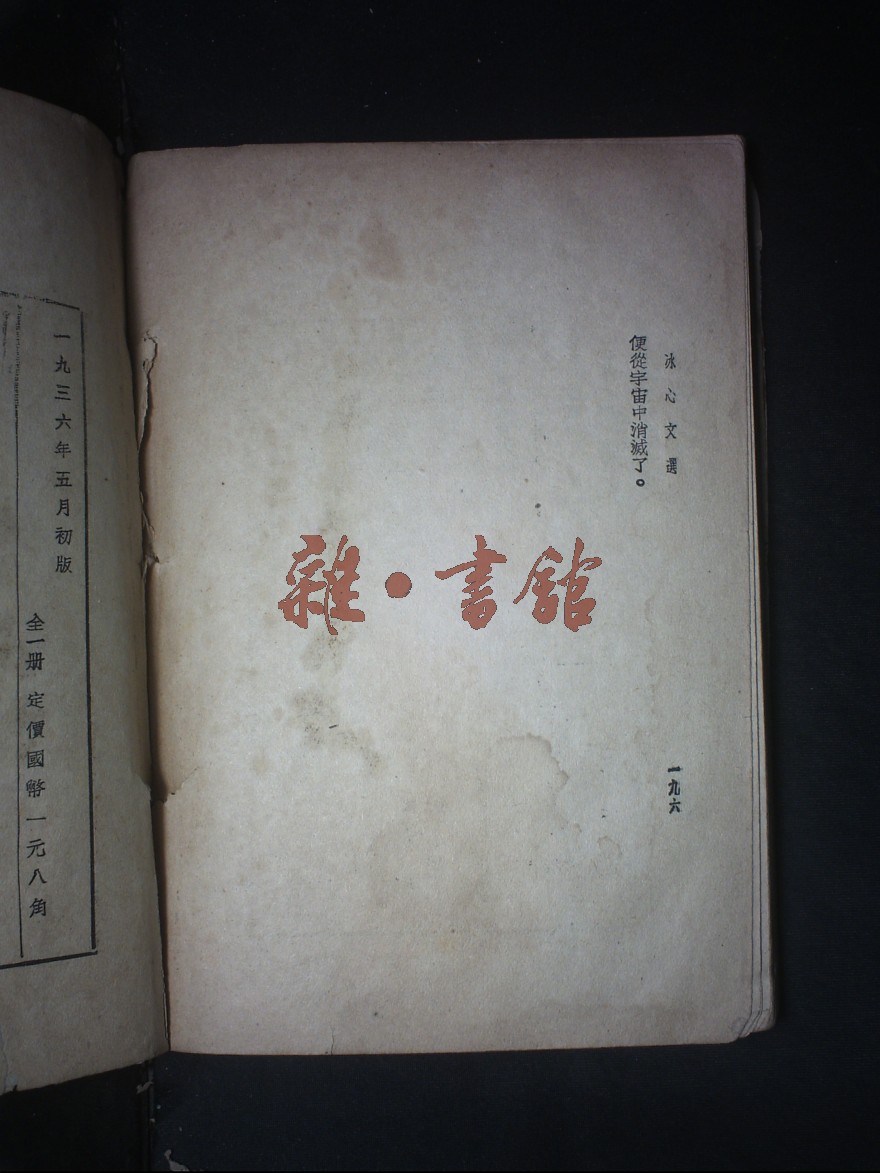 冰心文選
便從宇宙中消滅了。
一九六
雜·書館
一九三六年五月初版
全一册 定價國幣一元八角